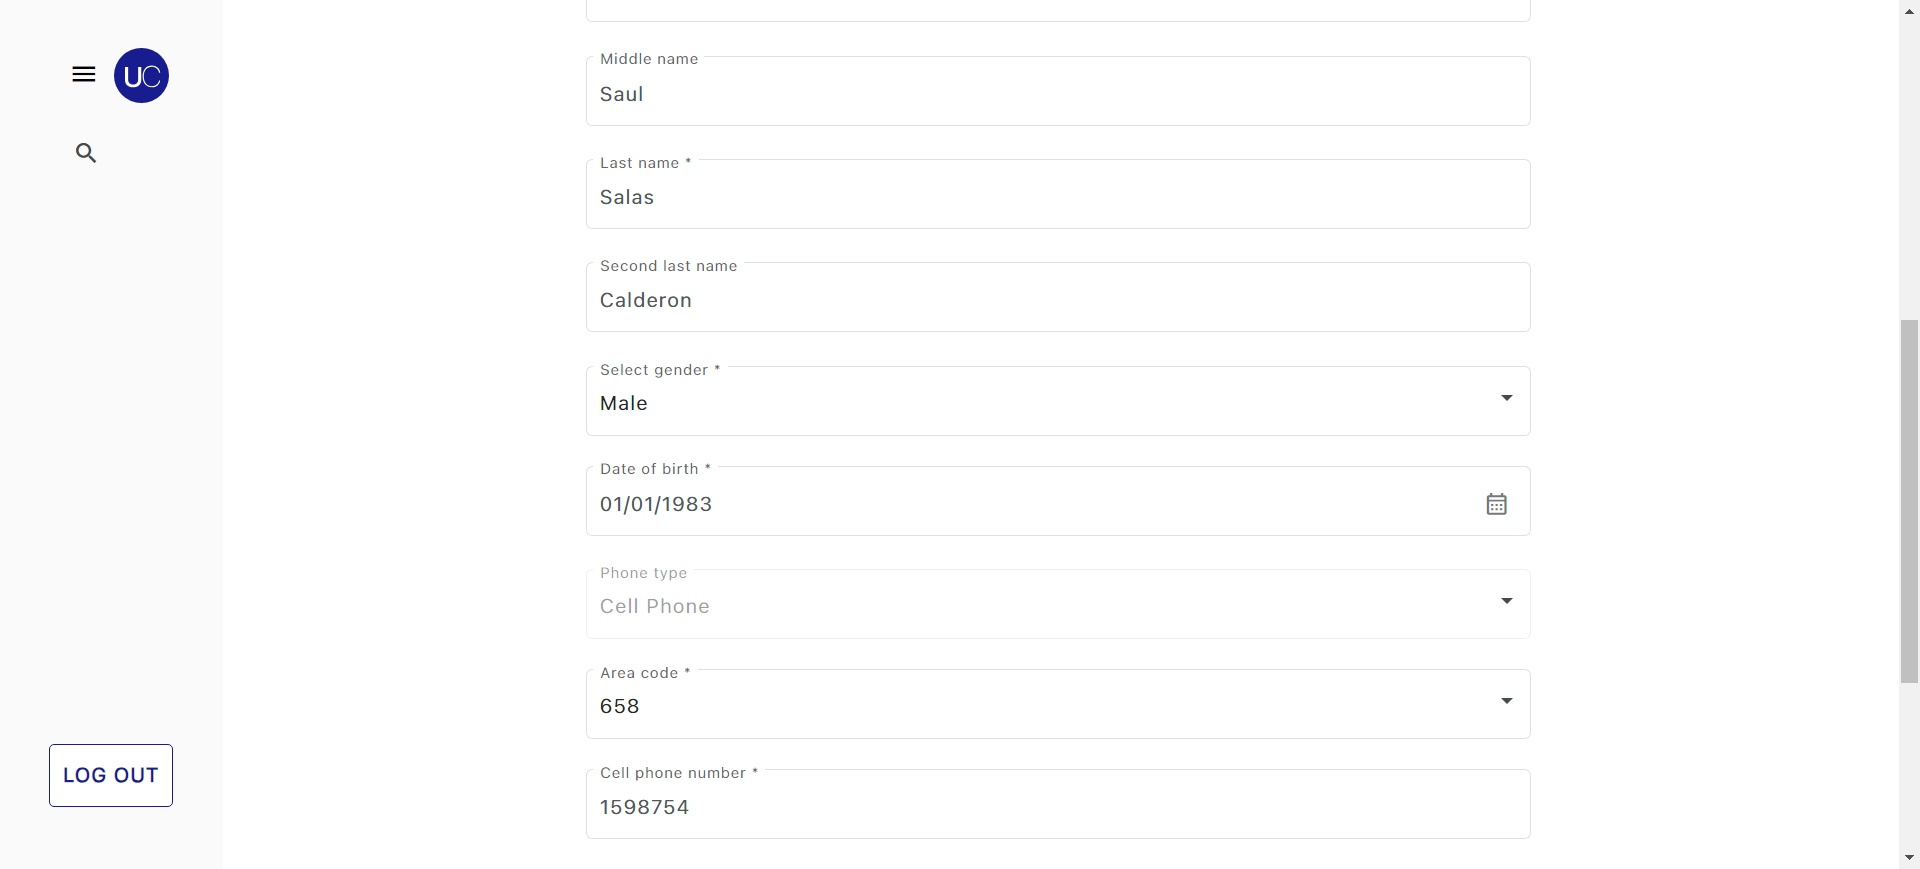 UC
Middle name
Saul
Last name *
Salas
Second last name
Calderon
Select gender *
Male
Date of birth *
01/01/1983
Phone type
Cell Phone
Area code *
658
Cell phone number *
1598754
LOG OUT